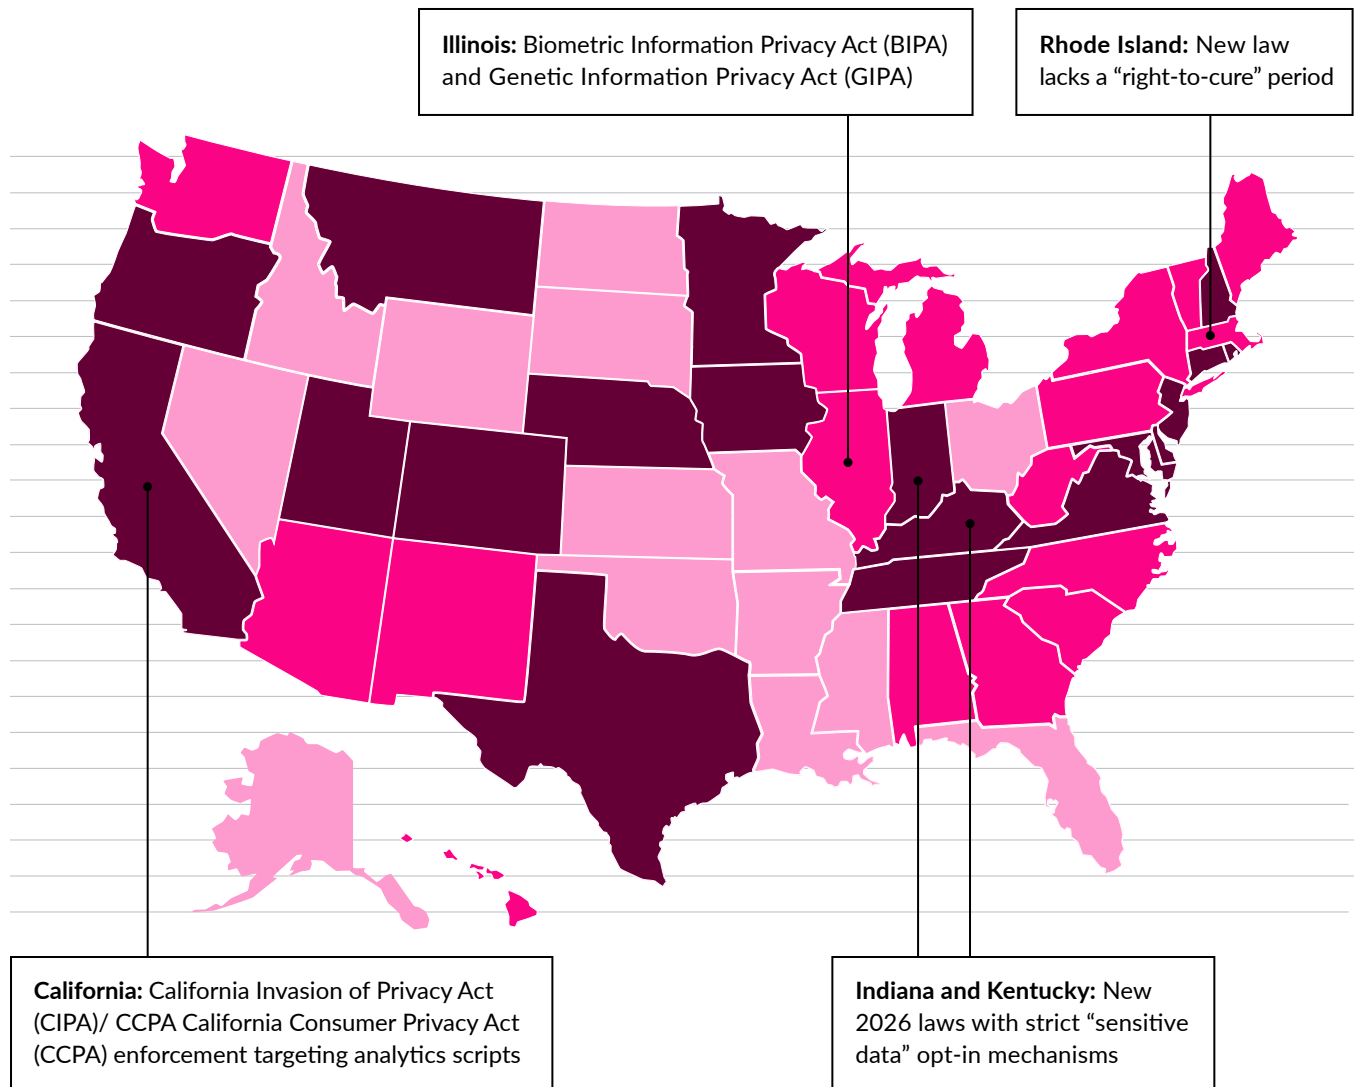 Illinois: Biometric Information Privacy Act (BIPA)
and Genetic Information Privacy Act (GIPA)
Rhode Island: New law
lacks a “right-to-cure” period
California: California Invasion of Privacy Act
(CIPA)/ CCPA California Consumer Privacy Act
(CCPA) enforcement targeting analytics scripts
Indiana and Kentucky: New
2026 laws with strict “sensitive
data” opt-in mechanisms